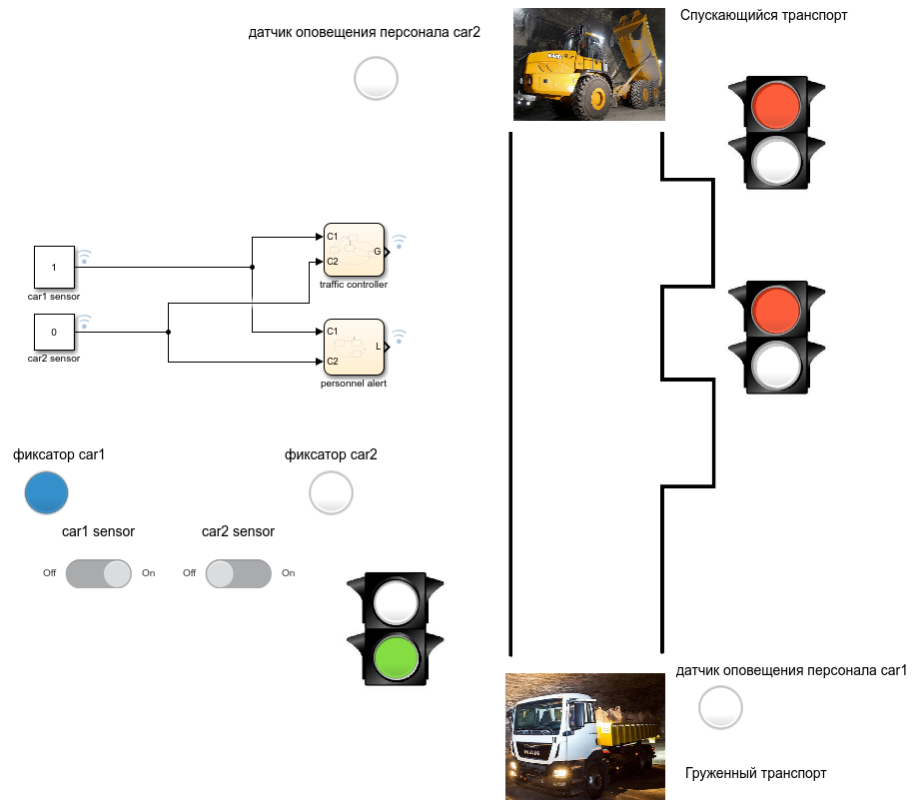 Спускающийся транспорт
датчик оповещения персонала car2
C1
C2
G
traffic controller
1
car1 sensor
0
car2 sensor
C1
C2
L
personnel alert
фиксатор car1
фиксатор car2
car1 sensor
car2 sensor
Off
On
Off
On
датчик оповещения персонала car1
MAN
Груженный транспорт